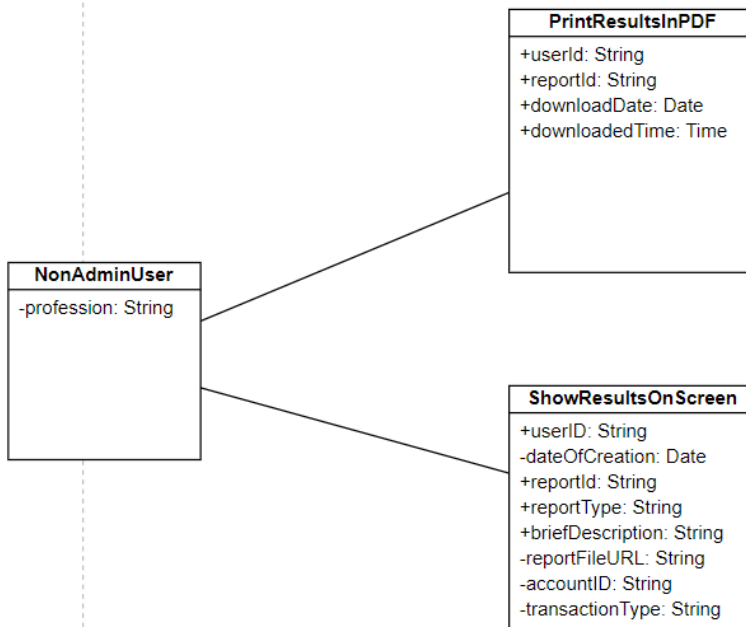 PrintResultsInPDF
+userId: String
+reportId: String
+downloadDate: Date
+downloadedTime: Time
NonAdminUser
-profession: String
ShowResultsOnScreen
+userID: String
-dateOfCreation: Date
+reportId: String
+reportType: String
+briefDescription: String
-reportFileURL: String
-accountID: String
-transactionType: String